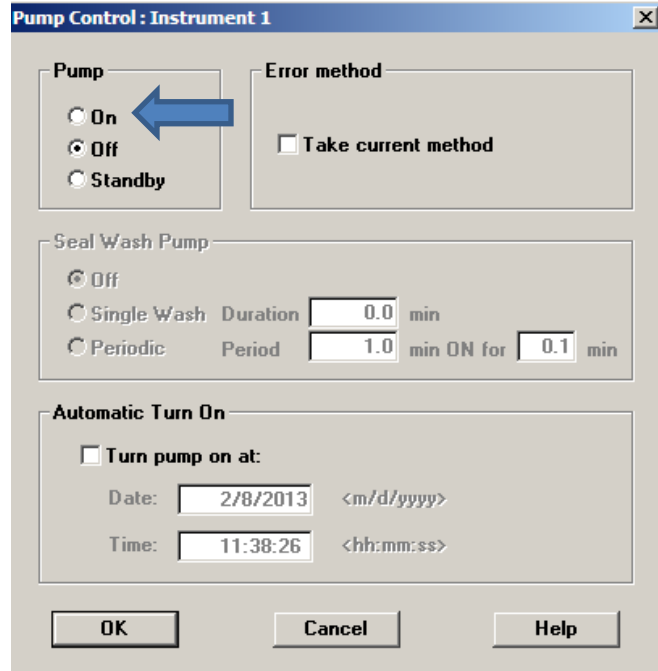 Pump Control : Instrument 1
Pump
On
Off
Standby
Error method
Take current method
Seal Wash Pump
Off
Single Wash Duration 0.0 min
Periodic Period 1.0 min ON for 0.1 min
Automatic Turn On
Turn pump on at:
Date: 2/8/2013 <m/d/yyyy>
Time: 11:38:26 <hh:mm:ss>
OK Cancel Help